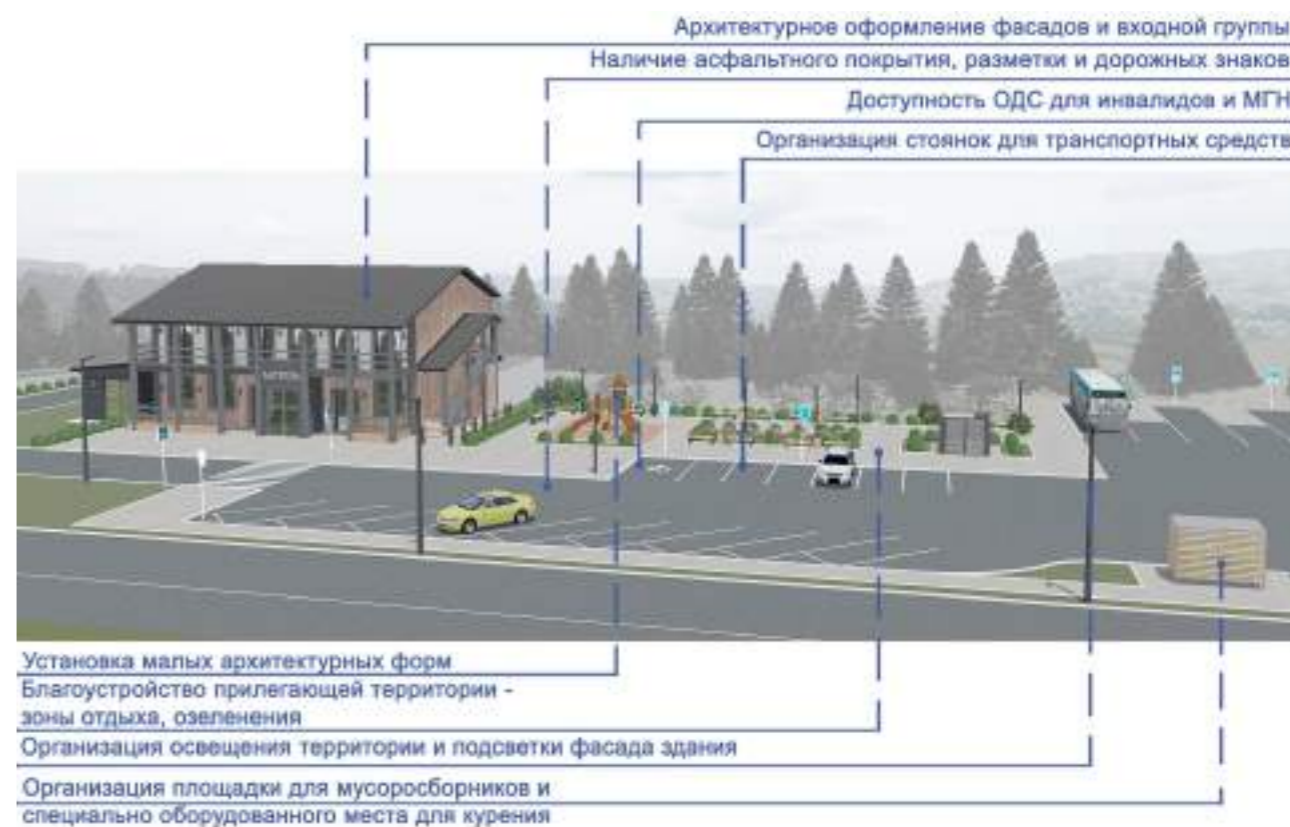 Архитектурное оформление фасадов и входной группы
Наличие асфальтного покрытия, разметки и дорожных знаков
Доступность ОДС для инвалидов и МГН
Организация стоянок для транспортных средств
Установка малых архитектурных форм
Благоустройство прилегающей территории -
зоны отдыха, озеленения
Организация освещения территории и подсветки фасада здания
Организация площадки для мусоросборников и
специально оборудованного места для курения